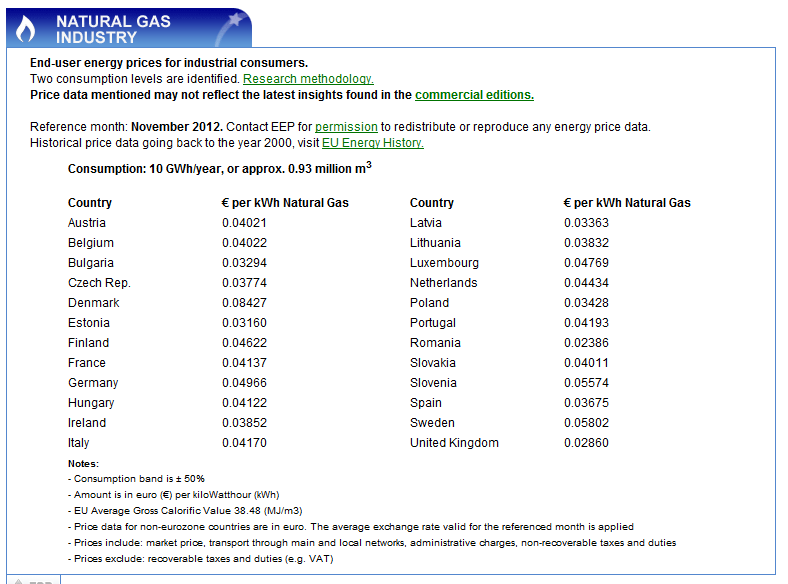 NATURAL GAS
INDUSTRY
End-user energy prices for industrial consumers.
Two consumption levels are identified. Research methodology.
Price data mentioned may not reflect the latest insights found in the commercial editions.
Reference month: November 2012. Contact EEP for permission to redistribute or reproduce any energy price data.
Historical price data going back to the year 2000, visit EU Energy History.
Consumption: 10 GWh/year, or approx. 0.93 million m³
Country € per kWh Natural Gas Country € per kWh Natural Gas
Austria 0.04021 Latvia 0.03363
Belgium 0.04022 Lithuania 0.03832
Bulgaria 0.03294 Luxembourg 0.04769
Czech Rep. 0.03774 Netherlands 0.04434
Denmark 0.08427 Poland 0.03428
Estonia 0.03160 Portugal 0.04193
Finland 0.04622 Romania 0.02386
France 0.04137 Slovakia 0.04011
Germany 0.04966 Slovenia 0.05574
Hungary 0.04122 Spain 0.03675
Ireland 0.03852 Sweden 0.05802
Italy 0.04170 United Kingdom 0.02860
Notes:
- Consumption band is ± 50%
- Amount is in euro (€) per kiloWatthour (kWh)
- EU Average Gross Calorific Value 38.48 (MJ/m3)
- Price data for non-eurozone countries are in euro. The average exchange rate valid for the referenced month is applied
- Prices include: market price, transport through main and local networks, administrative charges, non-recoverable taxes and duties
- Prices exclude: recoverable taxes and duties (e.g. VAT)